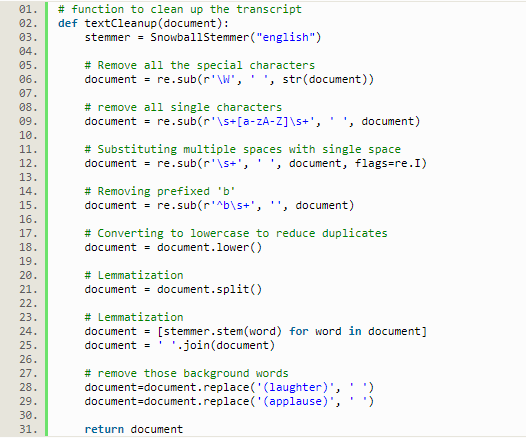 01. # function to clean up the transcript
02. def textCleanup(document):
03.     stemmer = SnowballStemmer("english")
04.
05.     # Remove all the special characters
06.     document = re.sub(r'\W', ' ', str(document))
07.
08.     # remove all single characters
09.     document = re.sub(r'\s+[a-zA-Z]\s+', ' ', document)
10.
11.     # Substituting multiple spaces with single space
12.     document = re.sub(r'\s+', ' ', document, flags=re.I)
13.
14.     # Removing prefixed 'b'
15.     document = re.sub(r'^b\s+', '', document)
16.
17.     # Converting to lowercase to reduce duplicates
18.     document = document.lower()
19.
20.     # Lemmatization
21.     document = document.split()
22.
23.     # Lemmatization
24.     document = [stemmer.stem(word) for word in document]
25.     document = ' '.join(document)
26.
27.     # remove those background words
28.     document=document.replace('(laughter)', ' ')
29.     document=document.replace('(applause)', ' ')
30.
31.     return document